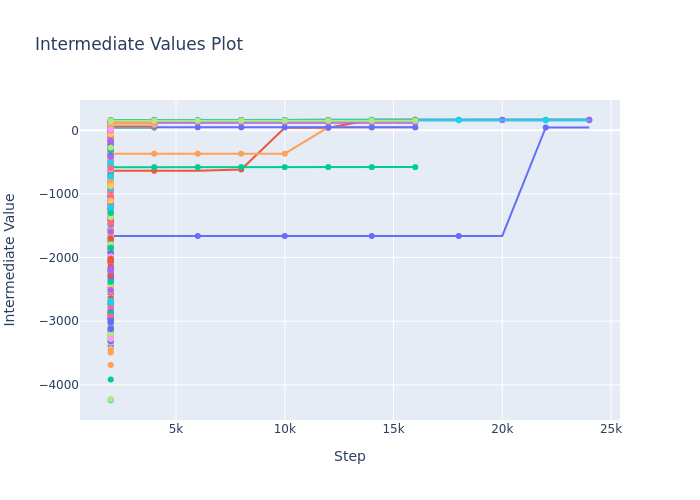 Intermediate Values Plot
Intermediate Value
0
−1000
−2000
−3000
−4000
5k
10k
15k
20k
25k
Step